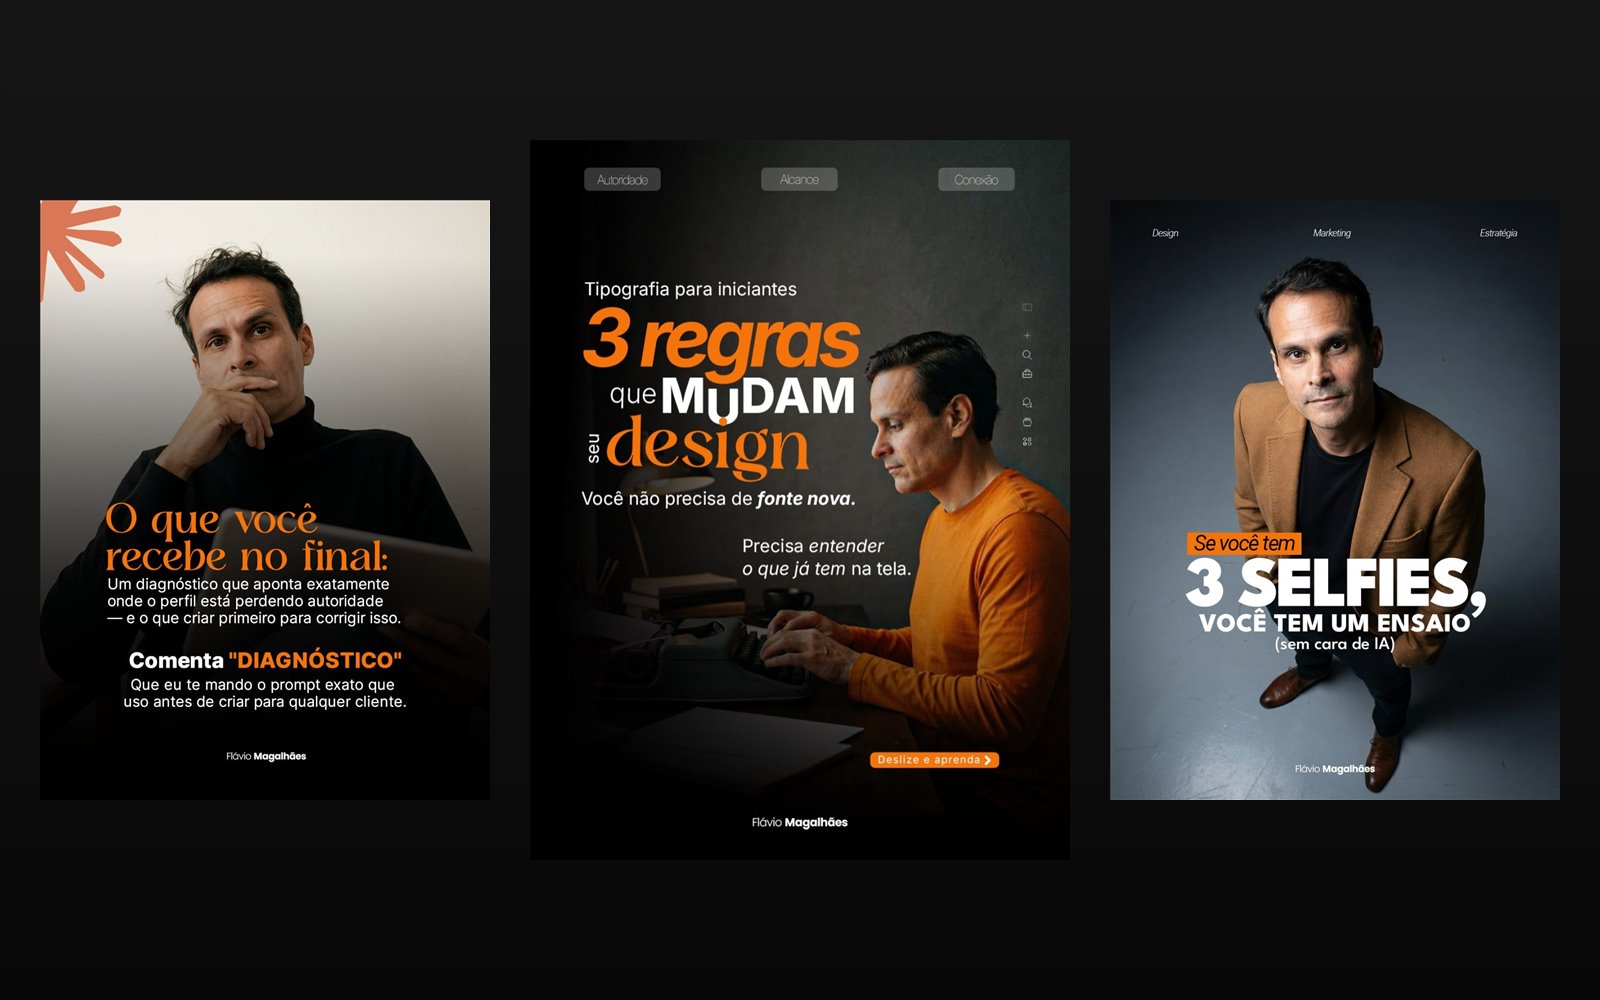 O que você
recebe no final:
Um diagnóstico que aponta exatamente
onde o perfil está perdendo autoridade
— e o que criar primeiro para corrigir isso.
Comenta "DIAGNÓSTICO"
Que eu te mando o prompt exato que
uso antes de criar para qualquer cliente.
Flávio Magalhães
Autoridade
Alcance
Conexão
Tipografia para iniciantes
3 regras
que MuDAM
seu design
Você não precisa de fonte nova.
Precisa entender
o que já tem na tela.
Deslize e aprenda
Flávio Magalhães
Design
Marketing
Estratégia
Se você tem
3 SELFIES,
VOCÊ TEM UM ENSAIO
(sem cara de IA)
Flávio Magalhães